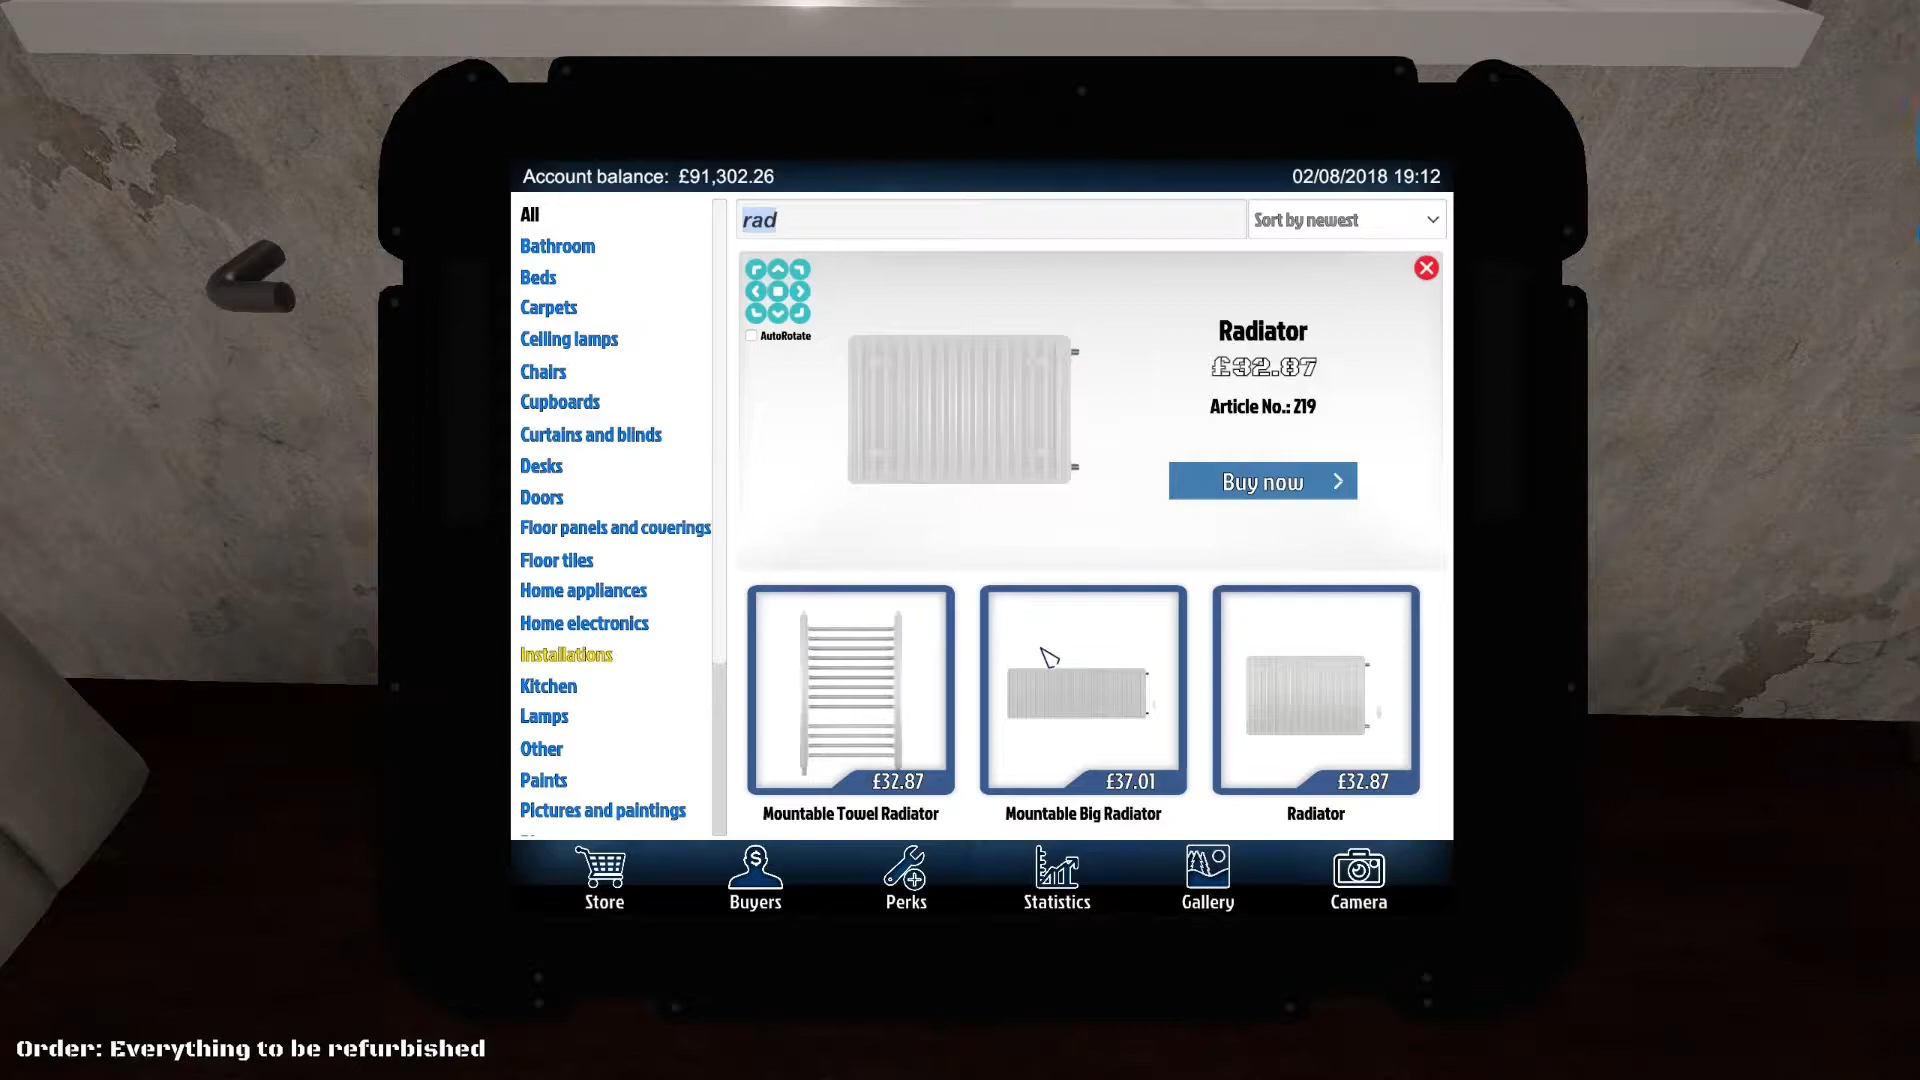 Account balance: £91,302.26
02/08/2018 19:12
All
Bathroom
Beds
Carpets
Ceiling lamps
Chairs
Cupboards
Curtains and blinds
Desks
Doors
Floor panels and coverings
Floor tiles
Home appliances
Home electronics
Installations
Kitchen
Lamps
Other
Paints
Pictures and paintings
rad
Sort by newest
AutoRotate
Radiator
£32.87
Article No.: 219
Buy now
£32.87
£37.01
£32.87
Mountable Towel Radiator
Mountable Big Radiator
Radiator
Store
Buyers
Perks
Statistics
Gallery
Camera
Order: Everything to be refurbished